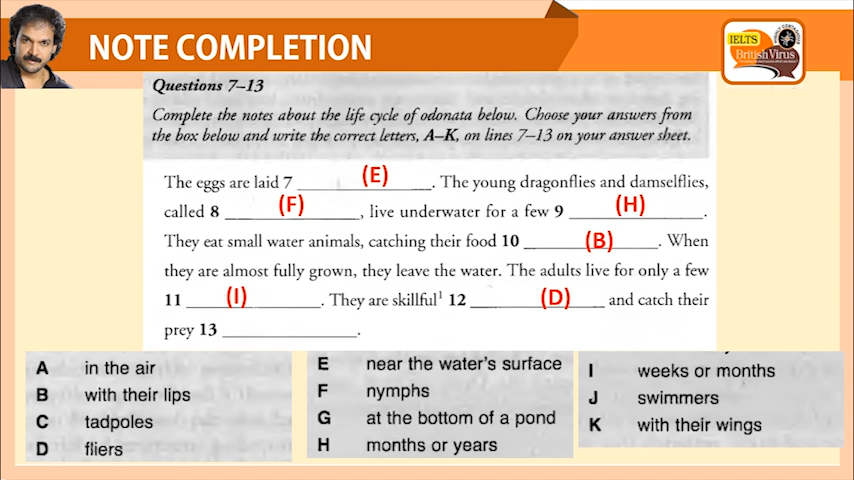 NOTE COMPLETION
IELTS
British Virus
Questions 7–13
Complete the notes about the life cycle of odonata below. Choose your answers from
the box below and write the correct letters, A–K, on lines 7–13 on your answer sheet.
The eggs are laid 7 (E) . The young dragonflies and damselflies,
called 8 (F) , live underwater for a few 9 (H) .
They eat small water animals, catching their food 10 (B) . When
they are almost fully grown, they leave the water. The adults live for only a few
11 (I) . They are skillful¹ 12 (D) and catch their
prey 13 .
A in the air
B with their lips
C tadpoles
D fliers
E near the water's surface
F nymphs
G at the bottom of a pond
H months or years
I weeks or months
J swimmers
K with their wings